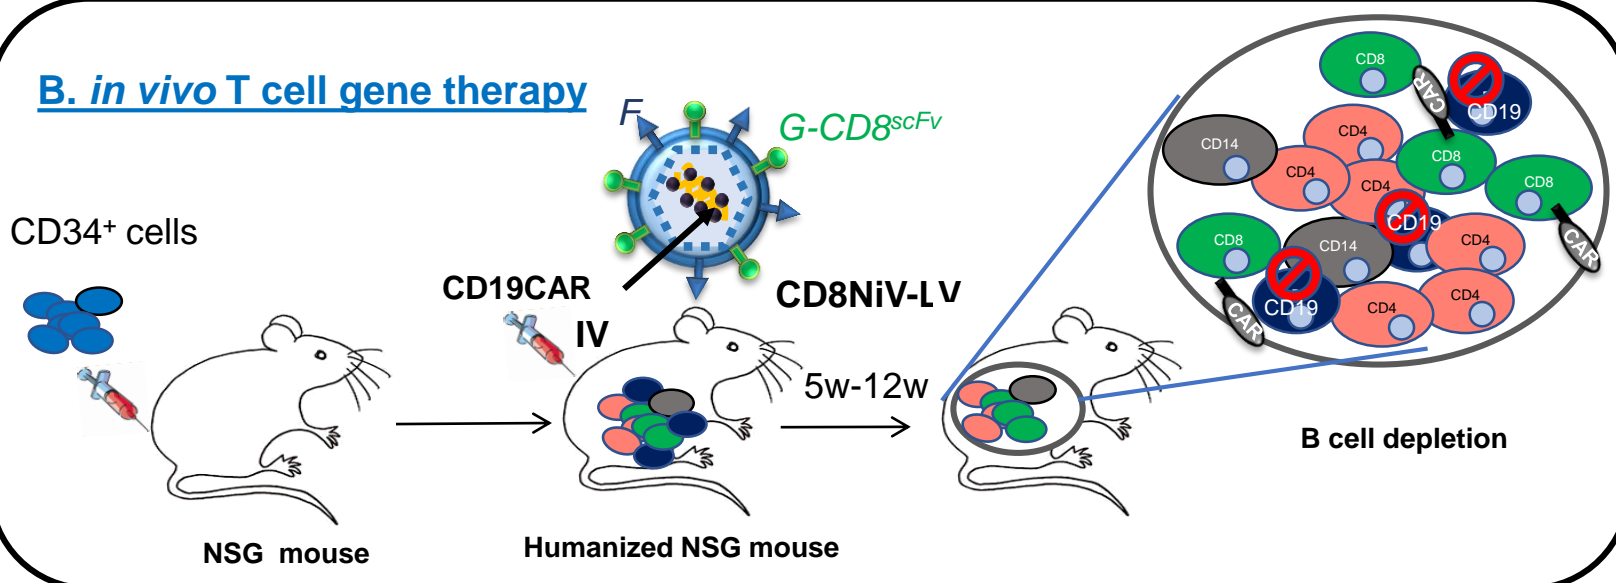 B. in vivo T cell gene therapy
F
G-CD8scFv
CD34+ cells
CD19CAR
IV
CD8NiV-LV
5w-12w
NSG mouse
Humanized NSG mouse
B cell depletion
CD8
CAR
CD19
CD14
CD4
CD8
CD4
CD4
CD8
CD19
CD8
CD14
CD4
CAR
CD19
CAR
CD4
CD4